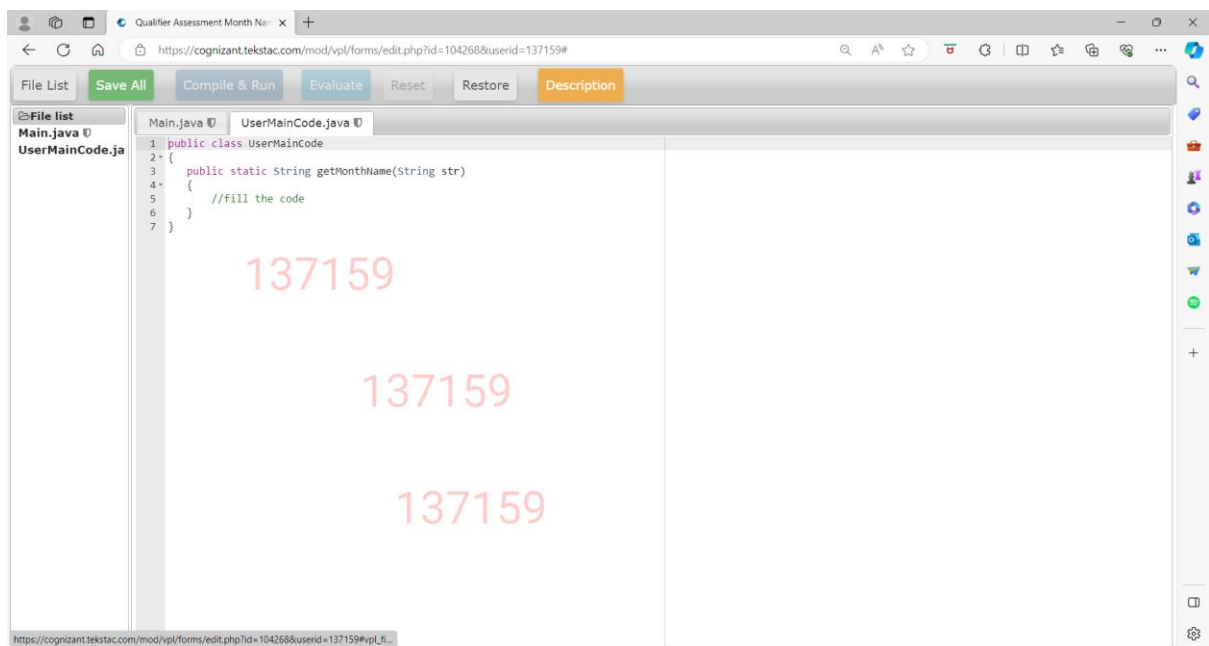 Qualifier Assessment Month Nan
https://cognizant.tekstac.com/mod/vpl/forms/edit.php?id=104268&userid=137159#
File List Save All Compile & Run Evaluate Reset Restore Description
File list
Main.java
UserMainCode.ja
Main.java UserMainCode.java
1 public class UserMainCode
2 {
3 public static String getMonthName(String str)
4 {
5 //fill the code
6 }
7 }
137159
137159
137159
https://cognizant.tekstac.com/mod/vpl/forms/edit.php?id=104268&userid=137159#vpl_fi...